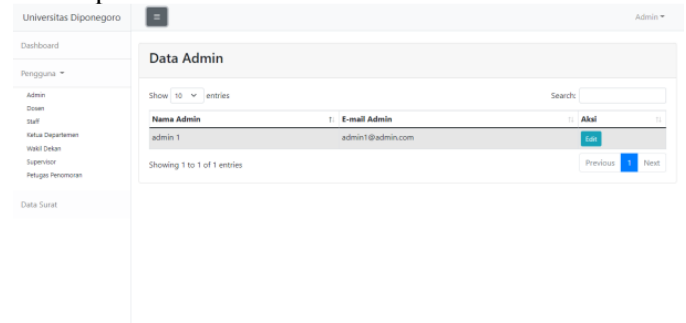 Universitas Diponegoro
Admin
Dashboard
Pengguna
Admin
Dosen
Staff
Ketua Departemen
Wakil Dekan
Supervisor
Petugas Penomoran
Data Surat
Data Admin
Show 10 entries
Search:
Nama Admin E-mail Admin Aksi
admin 1 admin1@admin.com Edit
Showing 1 to 1 of 1 entries
Previous 1 Next